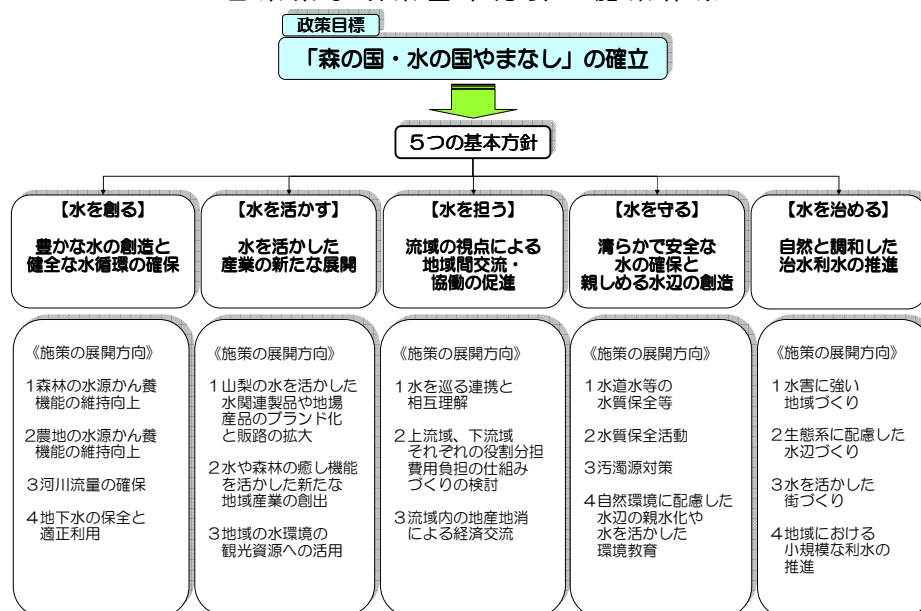 政策目標
「森の国・水の国やまなし」の確立
5つの基本方針
【水を創る】
豊かな水の創造と
健全な水循環の確保
【水を活かす】
水を活かした
産業の新たな展開
【水を担う】
流域の視点による
地域間交流・
協働の促進
【水を守る】
清らかで安全な
水の確保と
親しめる水辺の創造
【水を治める】
自然と調和した
治水利水の推進
《施策の展開方向》
1森林の水源かん養
機能の維持向上
2農地の水源かん養
機能の維持向上
3河川流量の確保
4地下水の保全と
適正利用
《施策の展開方向》
1山梨の水を活かした
水関連製品や地場
産品のブランド化
と販路の拡大
2水や森林の癒し機能
を活かした新たな
地域産業の創出
3地域の水環境の
観光資源への活用
《施策の展開方向》
1水を巡る連携と
相互理解
2上流域、下流域
それぞれの役割分担
費用負担の仕組み
づくりの検討
3流域内の地産地消
による経済交流
《施策の展開方向》
1水道水等の
水質保全等
2水質保全活動
3汚濁源対策
4自然環境に配慮した
水辺の親水化や
水を活かした
環境教育
《施策の展開方向》
1水害に強い
地域づくり
2生態系に配慮した
水辺づくり
3水を活かした
街づくり
4地域における
小規模な利水の
推進